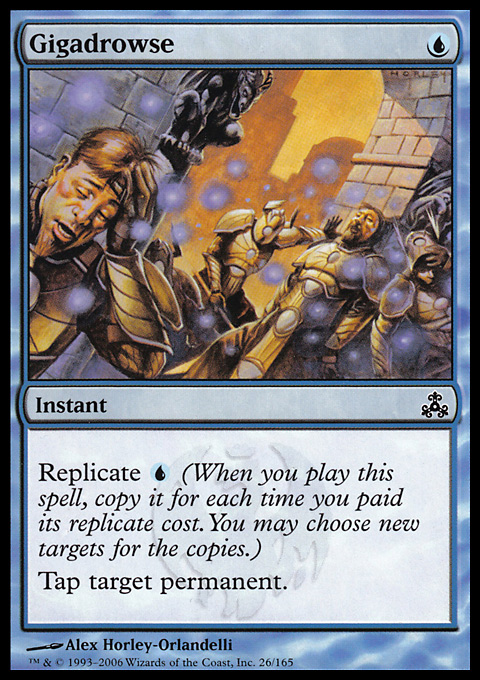 Gigadrowse
HORLEY
Instant
Replicate (When you play this
spell, copy it for each time you paid
its replicate cost. You may choose new
targets for the copies.)
Tap target permanent.
Alex Horley-Orlandelli
™ & © 1993–2006 Wizards of the Coast, Inc. 26/165